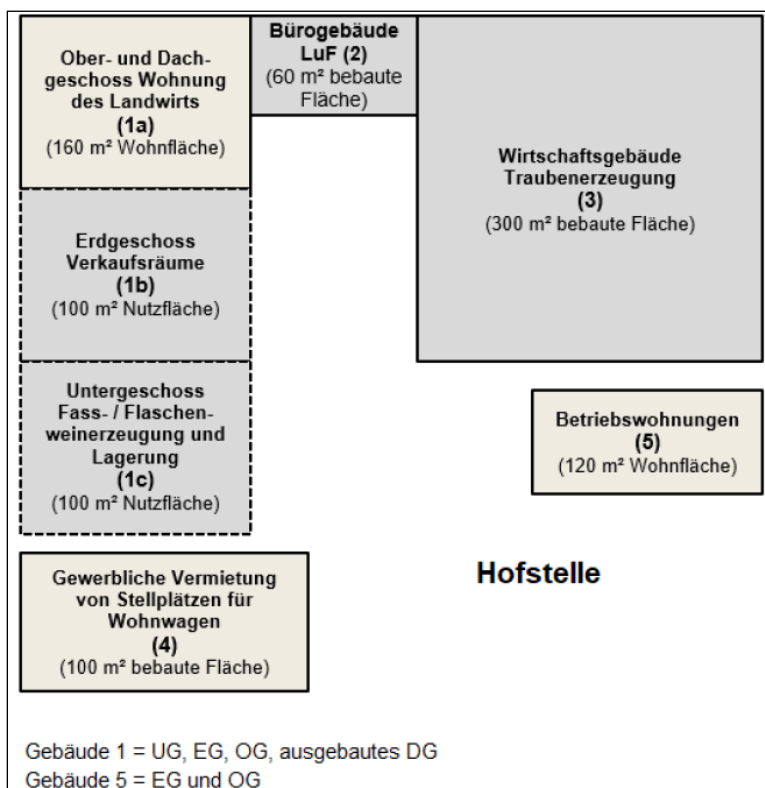 Ober- und Dach-
geschoss Wohnung
des Landwirts
(1a)
(160 m² Wohnfläche)
Bürogebäude
LuF (2)
(60 m² bebaute
Fläche)
Wirtschaftsgebäude
Traubenerzeugung
(3)
(300 m² bebaute Fläche)
Erdgeschoss
Verkaufsräume
(1b)
(100 m² Nutzfläche)
Untergeschoss
Fass- / Flaschen-
weinerzeugung und
Lagerung
(1c)
(100 m² Nutzfläche)
Betriebswohnungen
(5)
(120 m² Wohnfläche)
Gewerbliche Vermietung
von Stellplätzen für
Wohnwagen
(4)
(100 m² bebaute Fläche)
Hofstelle
Gebäude 1 = UG, EG, OG, ausgebautes DG
Gebäude 5 = EG und OG